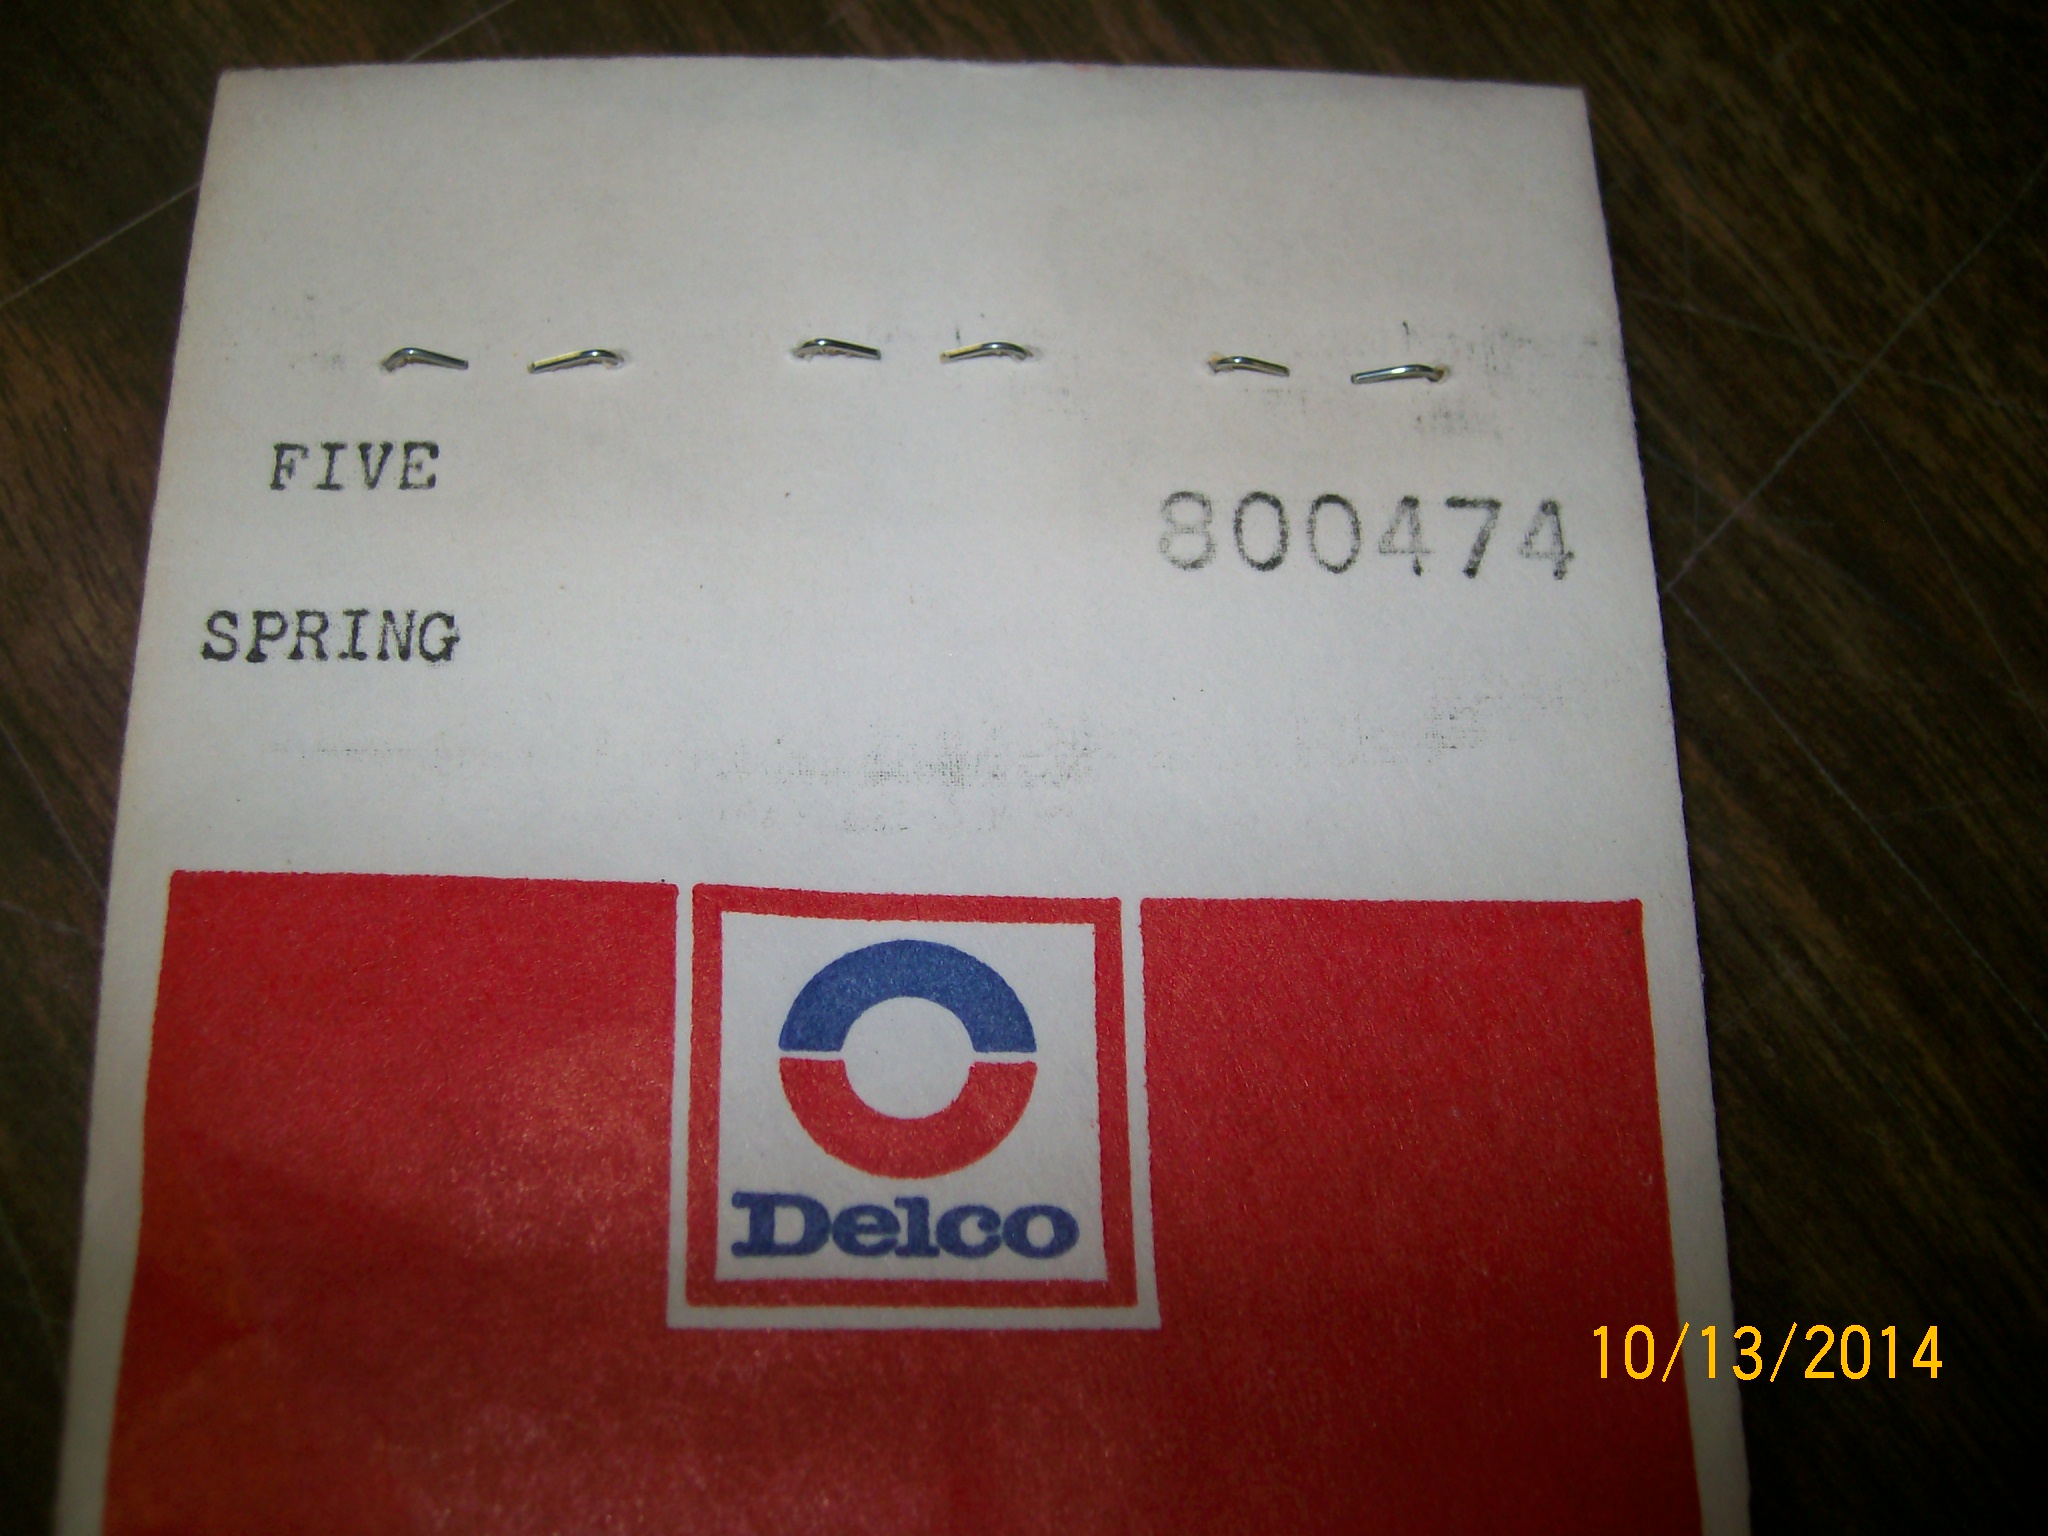 FIVE
800474
SPRING
Delco
10/13/2014